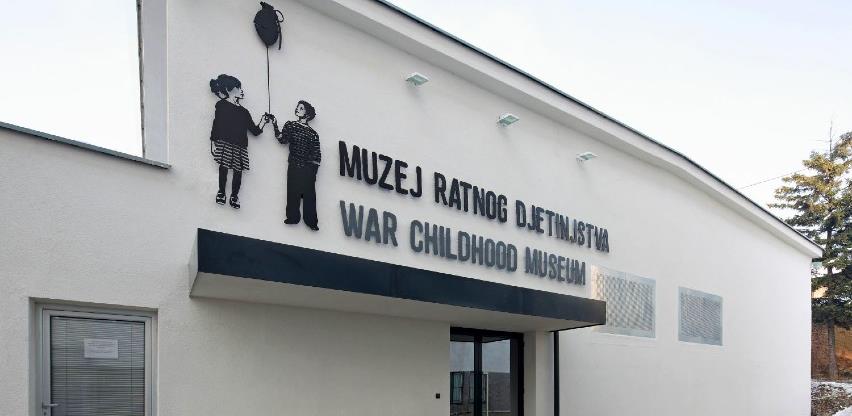 MUZEJ RATNOG DJETINJSTVA
WAR CHILDHOOD MUSEUM